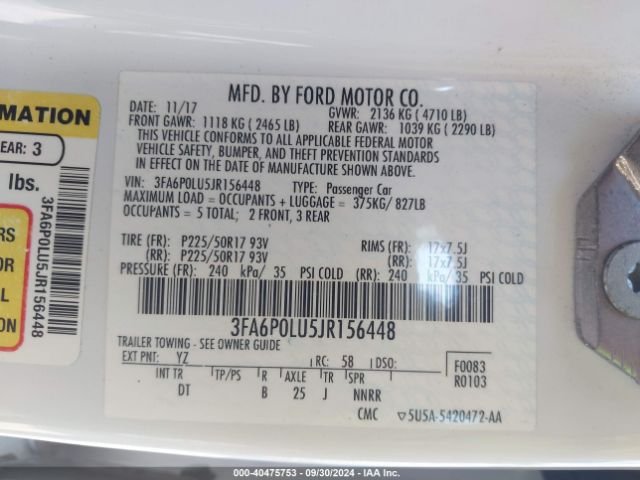 MFD. BY FORD MOTOR CO.
DATE: 11/17
GVWR: 2136 KG ( 4710 LB)
FRONT GAWR: 1118 KG ( 2465 LB)
REAR GAWR: 1039 KG ( 2290 LB)
THIS VEHICLE CONFORMS TO ALL APPLICABLE FEDERAL MOTOR
VEHICLE SAFETY, BUMPER, AND THEFT PREVENTION STANDARDS
IN EFFECT ON THE DATE OF MANUFACTURE SHOWN ABOVE.
VIN: 3FA6P0LU5JR156448 TYPE: Passenger Car
MAXIMUM LOAD = OCCUPANTS + LUGGAGE = 375KG/ 827LB
OCCUPANTS = 5 TOTAL; 2 FRONT, 3 REAR
TIRE (FR): P225/50R17 93V RIMS (FR): 17x7.5J
(RR): P225/50R17 93V (RR): 17x7.5J
PRESSURE (FR): 240 kPa/ 35 PSI COLD (RR): 240 kPa/ 35 PSI COLD
3FA6P0LU5JR156448
TRAILER TOWING - SEE OWNER GUIDE
EXT PNT: YZ RC: 58 DSO:
F0083
R0103
INT TR TP/PS R AXLE TR SPR
DT B 25 J NNRR
CMC 5U5A-5420472-AA
RMATION
EAR: 3
lbs.
3FA6P0LU5JR156448
RS
OR
L
ION
000-40475753 - 09/30/2024 - IAA Inc.